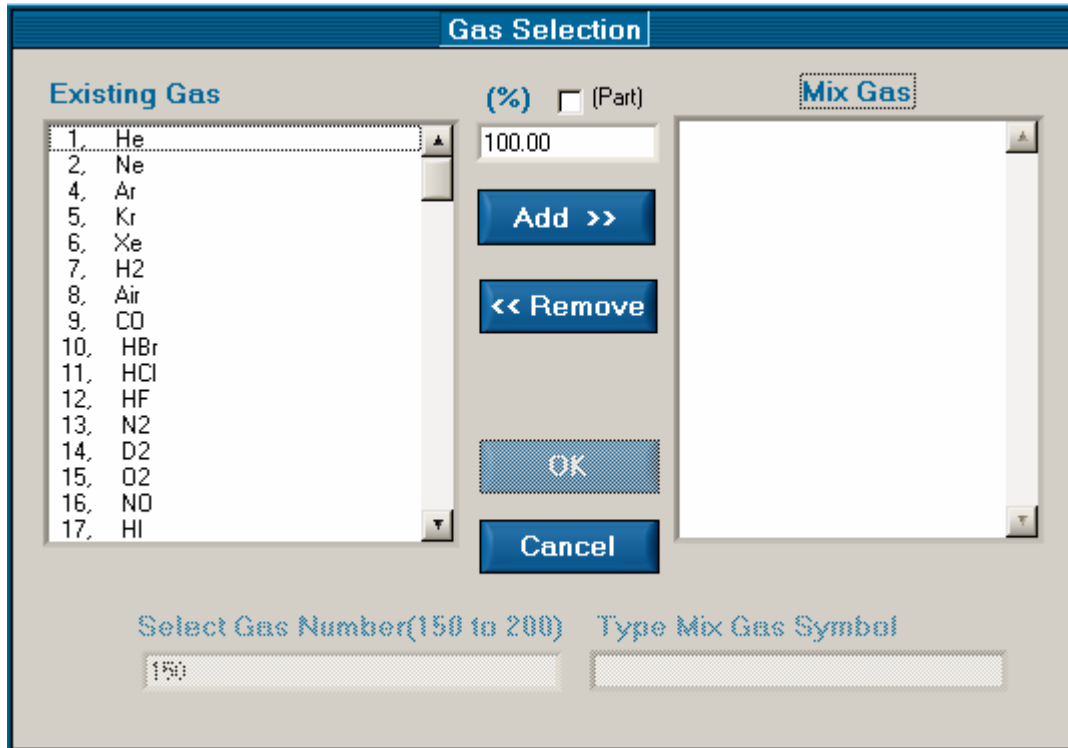 Gas Selection
Existing Gas
(%) (Part)
Mix Gas
100.00
1, He
2, Ne
4, Ar
5, Kr
6, Xe
7, H2
8, Air
9, CO
10, HBr
11, HCl
12, HF
13, N2
14, D2
15, O2
16, NO
17, HI
Add >>
<< Remove
OK
Cancel
Select Gas Number(150 to 200)
150
Type Mix Gas Symbol